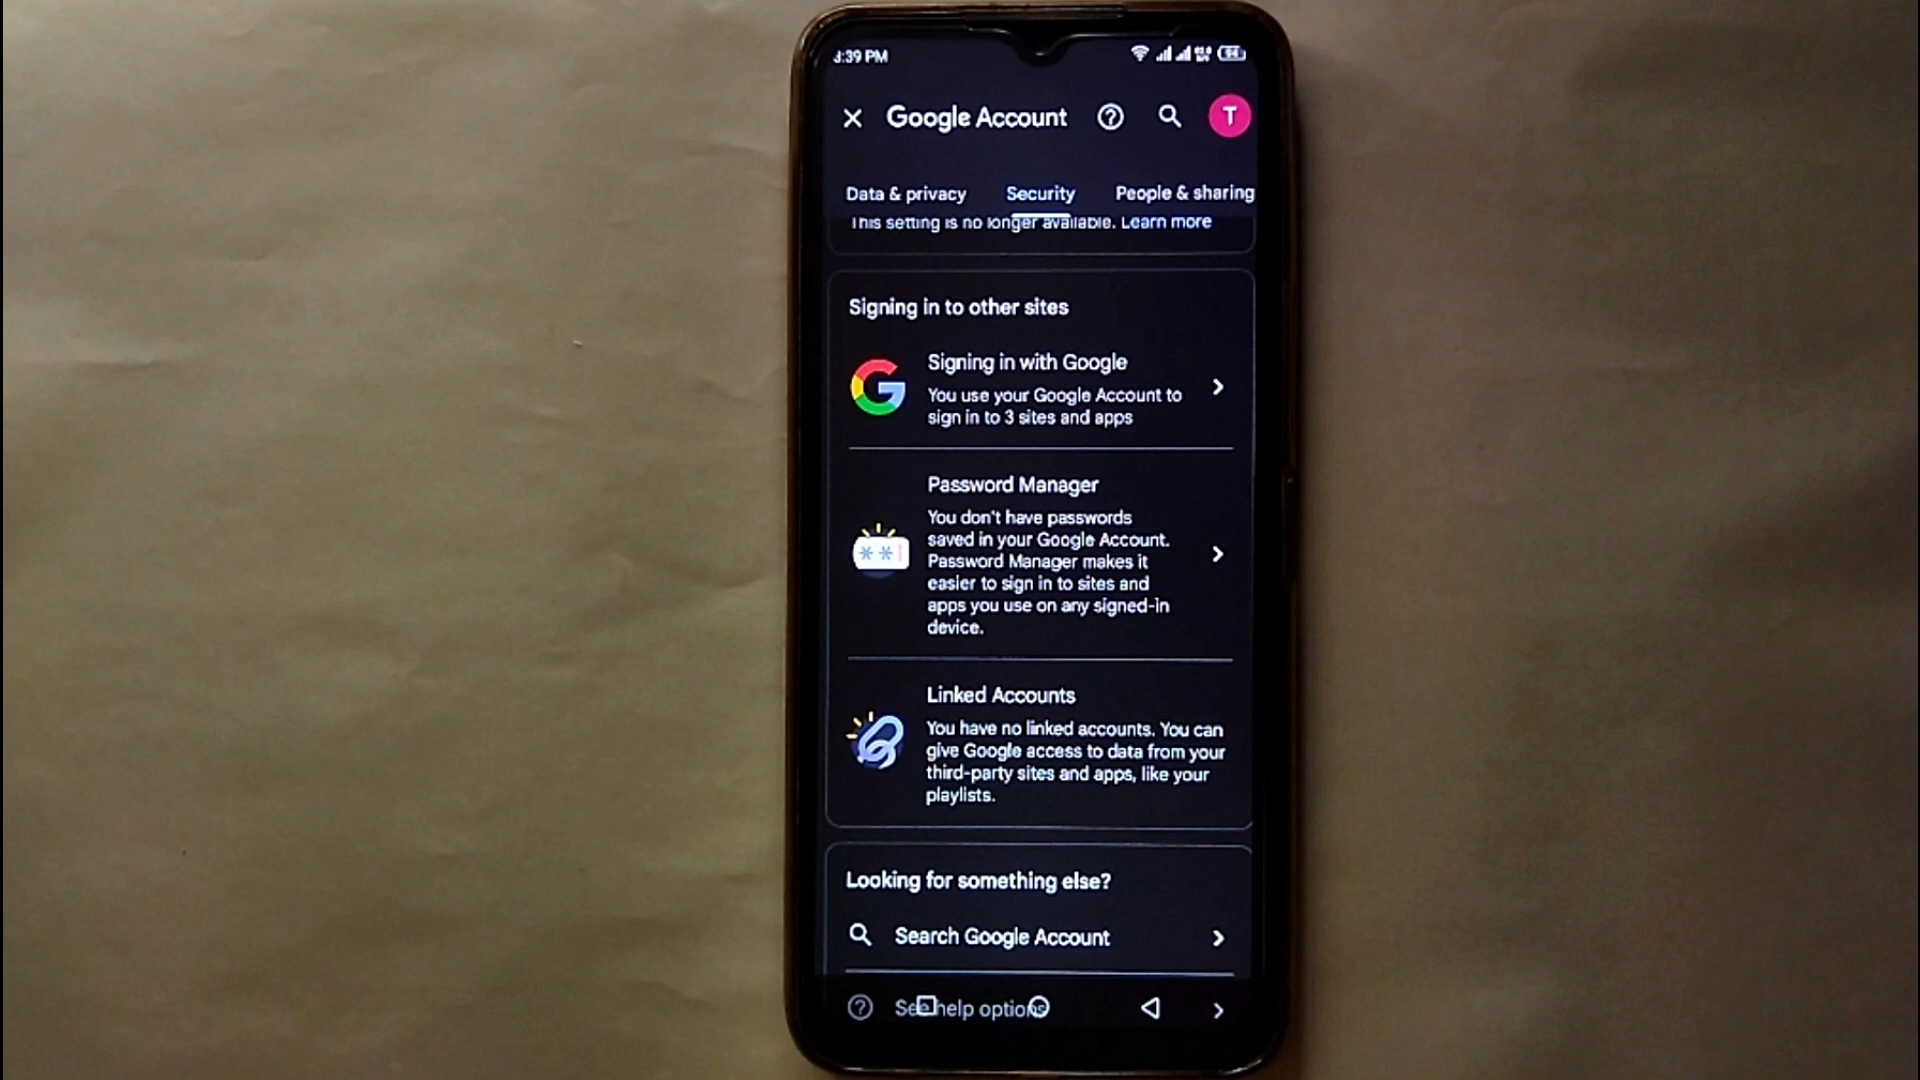 :39 PM
Google Account
T
Data & privacy Security People & sharing
This setting is no longer available. Learn more
Signing in to other sites
Signing in with Google
You use your Google Account to
sign in to 3 sites and apps
Password Manager
You don't have passwords
saved in your Google Account.
Password Manager makes it
easier to sign in to sites and
apps you use on any signed-in
device.
Linked Accounts
You have no linked accounts. You can
give Google access to data from your
third-party sites and apps, like your
playlists.
Looking for something else?
Search Google Account
See help options